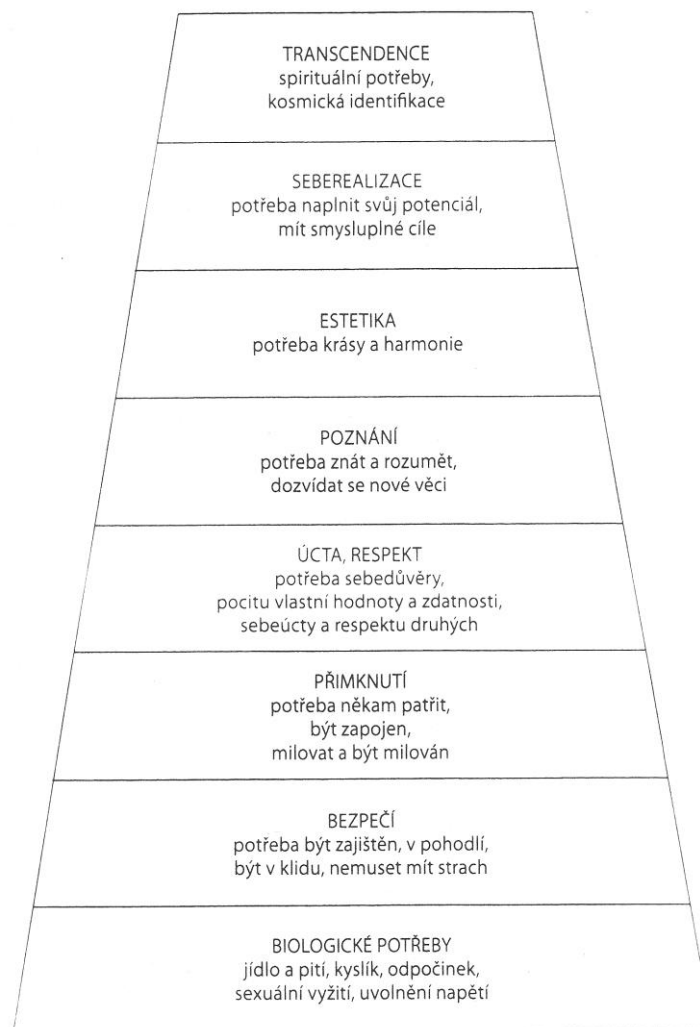 TRANSCENDENCE
spirituální potřeby,
kosmická identifikace
SEBEREALIZACE
potřeba naplnit svůj potenciál,
mít smysluplné cíle
ESTETIKA
potřeba krásy a harmonie
POZNÁNÍ
potřeba znát a rozumět,
dozvídat se nové věci
ÚCTA, RESPEKT
potřeba sebedůvěry,
pocitu vlastní hodnoty a zdatnosti,
sebeúcty a respektu druhých
PŘIMKNUTÍ
potřeba někam patřit,
být zapojen,
milovat a být milován
BEZPEČÍ
potřeba být zajištěn, v pohodlí,
být v klidu, nemuset mít strach
BIOLOGICKÉ POTŘEBY
jídlo a pití, kyslík, odpočinek,
sexuální vyžití, uvolnění napětí